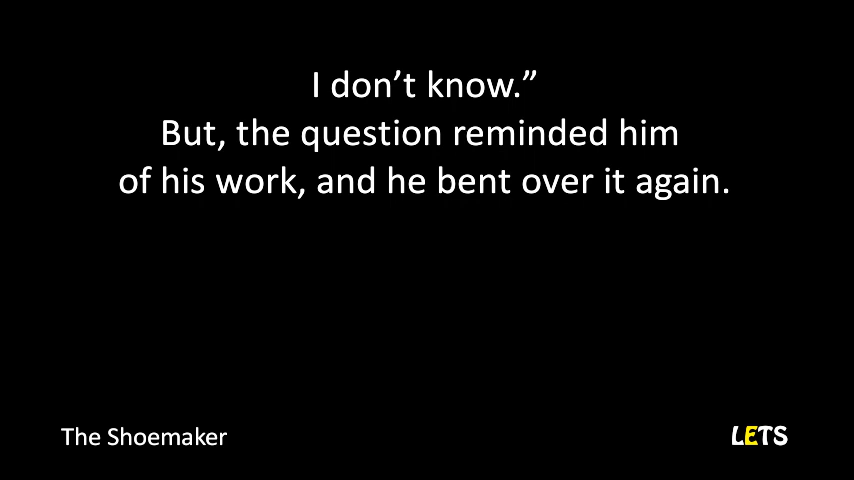 I don’t know.”
But, the question reminded him
of his work, and he bent over it again.
The Shoemaker
LETS